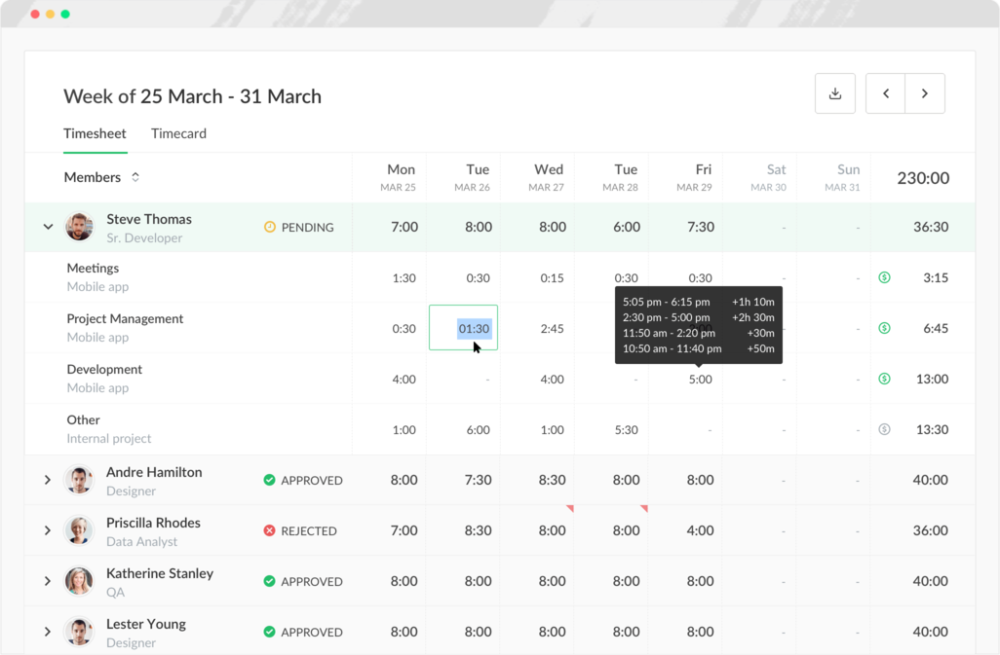 Week of 25 March - 31 March
Timesheet Timecard
Members Mon Tue Wed Tue Fri Sat Sun 230:00
MAR 25 MAR 26 MAR 27 MAR 28 MAR 29 MAR 30 MAR 31
Steve Thomas PENDING 7:00 8:00 8:00 6:00 7:30 - - 36:30
Sr. Developer
Meetings 1:30 0:30 0:15 0:30 0:30 - - 3:15
Mobile app
5:05 pm - 6:15 pm +1h 10m
2:30 pm - 5:00 pm +2h 30m
11:50 am - 2:20 pm +30m
10:50 am - 11:40 pm +50m
Project Management 0:30 01:30 2:45 - - 6:45
Mobile app
Development 4:00 - 4:00 - 5:00 - - 13:00
Mobile app
Other 1:00 6:00 1:00 5:30 - - - 13:30
Internal project
Andre Hamilton APPROVED 8:00 7:30 8:30 8:00 8:00 - - 40:00
Designer
Priscilla Rhodes REJECTED 7:00 8:30 8:00 8:00 4:00 - - 36:00
Data Analyst
Katherine Stanley APPROVED 8:00 8:00 8:00 8:00 8:00 - - 40:00
QA
Lester Young APPROVED 8:00 8:00 8:00 8:00 8:00 - - 40:00
Designer